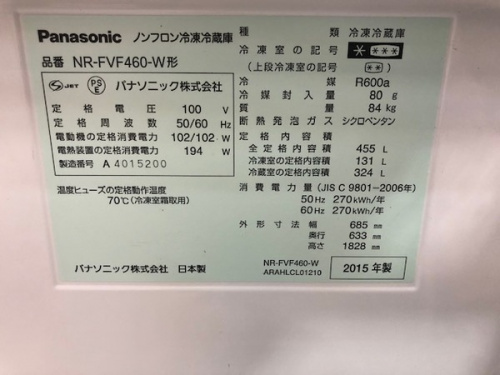 Panasonic ノンフロン冷凍冷蔵庫
品番 NR-FVF460-W形
S JET PS E パナソニック株式会社
定格電圧 100 V
定格周波数 50/60 Hz
電動機の定格消費電力 102/102 W
電熱装置の定格消費電力 194 W
製造番号 A 4015200
温度ヒューズの定格動作温度
70℃(冷凍室霜取用)
パナソニック株式会社 日本製
種類 冷凍冷蔵庫
冷凍室の記号 * ***
(上段冷凍室の記号 **)
冷媒 R600a
冷媒封入量 80 g
質量 84 kg
断熱発泡ガス シクロペンタン
定格内容積
全定格内容積 455 L
冷凍室の定格内容積 131 L
冷蔵室の定格内容積 324 L
消費電力量 (JIS C 9801-2006年)
50Hz 270 kWh/年
60Hz 270 kWh/年
外形寸法 幅 685 mm
奥行 633 mm
高さ 1828 mm
NR-FVF460-W
ARAHLCL01210
2015 年製